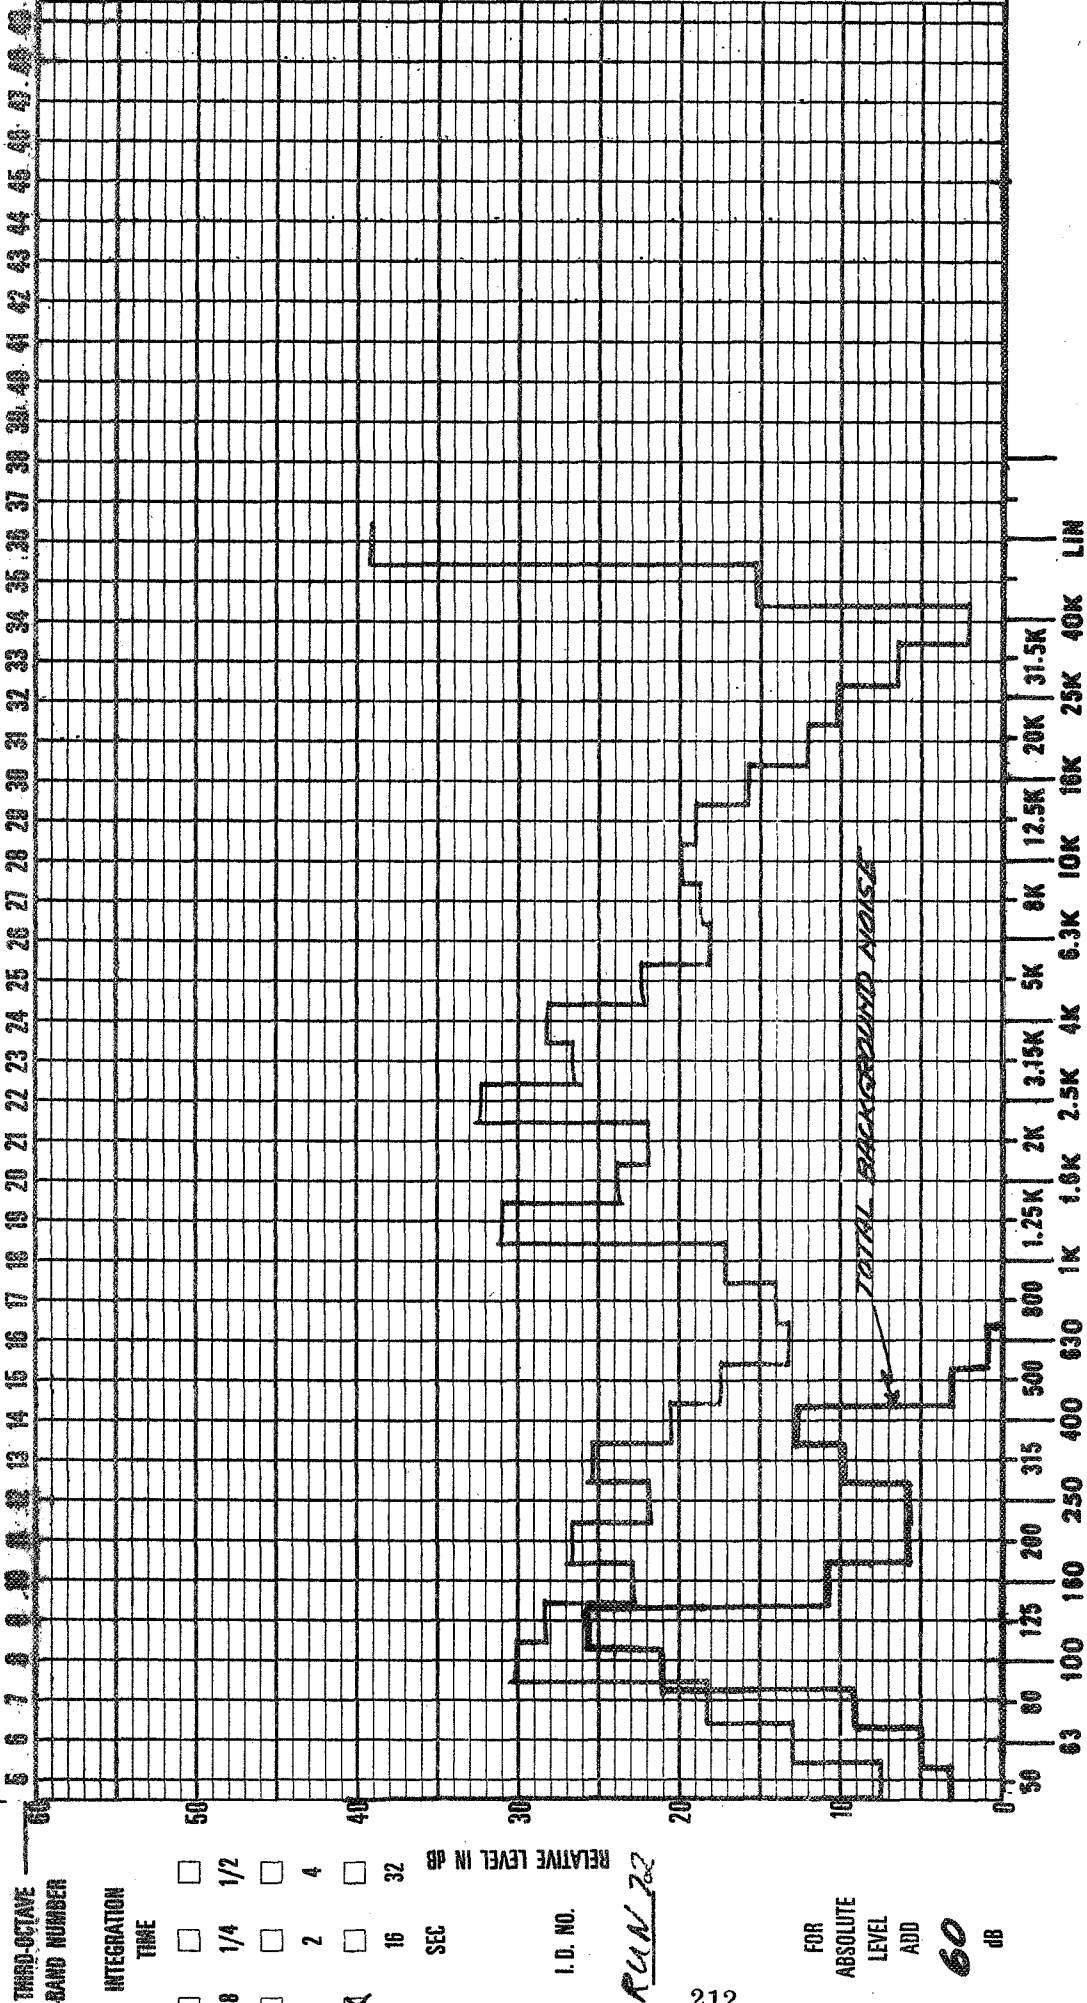 THIRD-OCTAVE
BAND NUMBER
5 6 7 8 9 10 11 12 13 14 15 16 17 18 19 20 21 22 23 24 25 26 27 28 29 30 31 32 33 34 35 36 37 38 39 40 41 42 43 44 45 46 47 48 49
INTEGRATION
TIME
8 1/4 1/2
2 4
16 32
SEC
RELATIVE LEVEL IN dB
60
50
40
30
20
10
0
I. D. NO.
RUN 22
FOR
ABSOLUTE
LEVEL
ADD
60
dB
TOTAL BACKGROUND NOISE
50 80 125 200 315 500 800 1.25K 2K 3.15K 5K 8K 12.5K 20K 31.5K
63 100 160 250 400 630 1K 1.6K 2.5K 4K 6.3K 10K 16K 25K 40K LIN
212